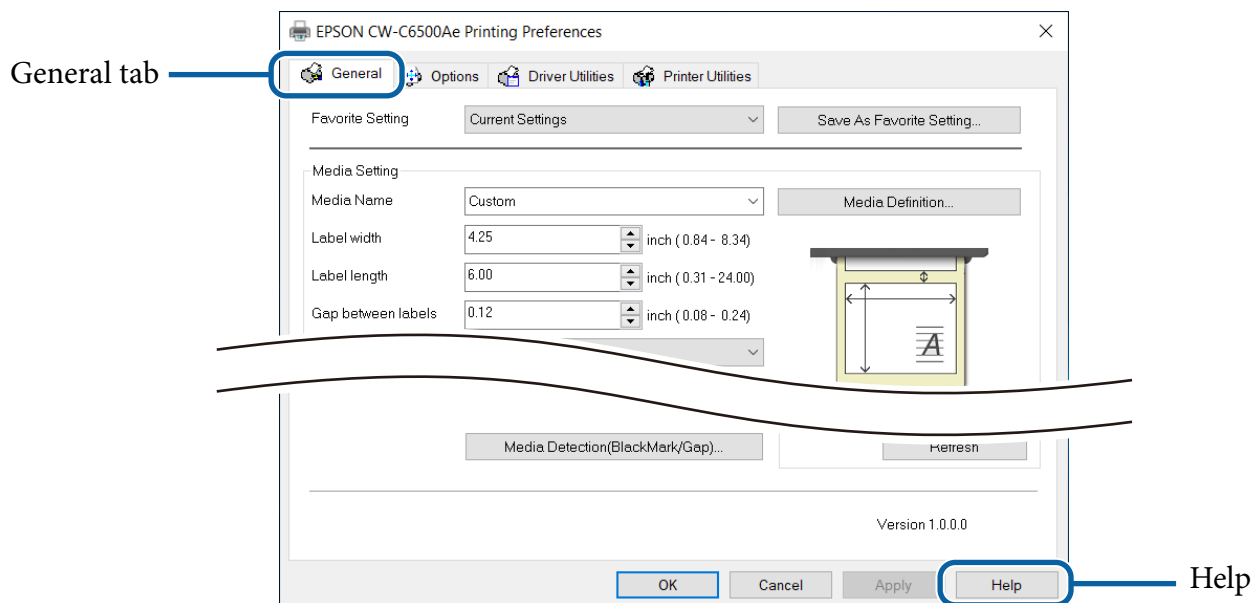 EPSON CW-C6500Ae Printing Preferences
General tab
General Options Driver Utilities Printer Utilities
Favorite Setting Current Settings Save As Favorite Setting...
Media Setting
Media Name Custom Media Definition...
Label width 4.25 inch ( 0.84 - 8.34)
Label length 6.00 inch ( 0.31 - 24.00)
Gap between labels 0.12 inch ( 0.08 - 0.24)
A
Media Detection(BlackMark/Gap)... Refresh
Version 1.0.0.0
OK Cancel Apply Help Help